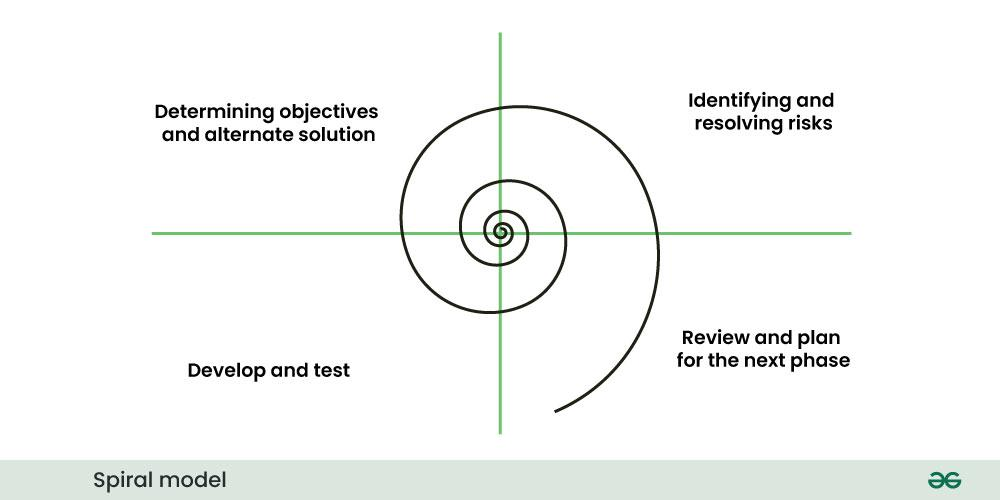 Determining objectives
and alternate solution
Identifying and
resolving risks
Develop and test
Review and plan
for the next phase
Spiral model